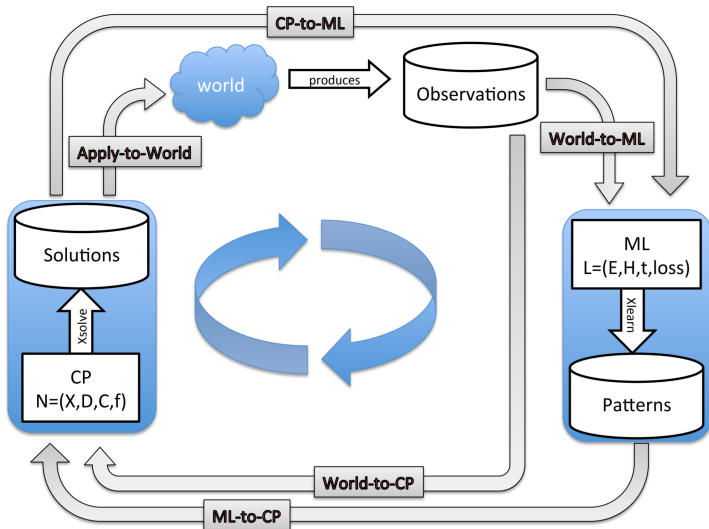 CP-to-ML
world
produces
Observations
Apply-to-World
World-to-ML
Solutions
Xsolve
CP
N=(X,D,C,f)
ML
L=(E,H,t,loss)
Xlearn
Patterns
World-to-CP
ML-to-CP